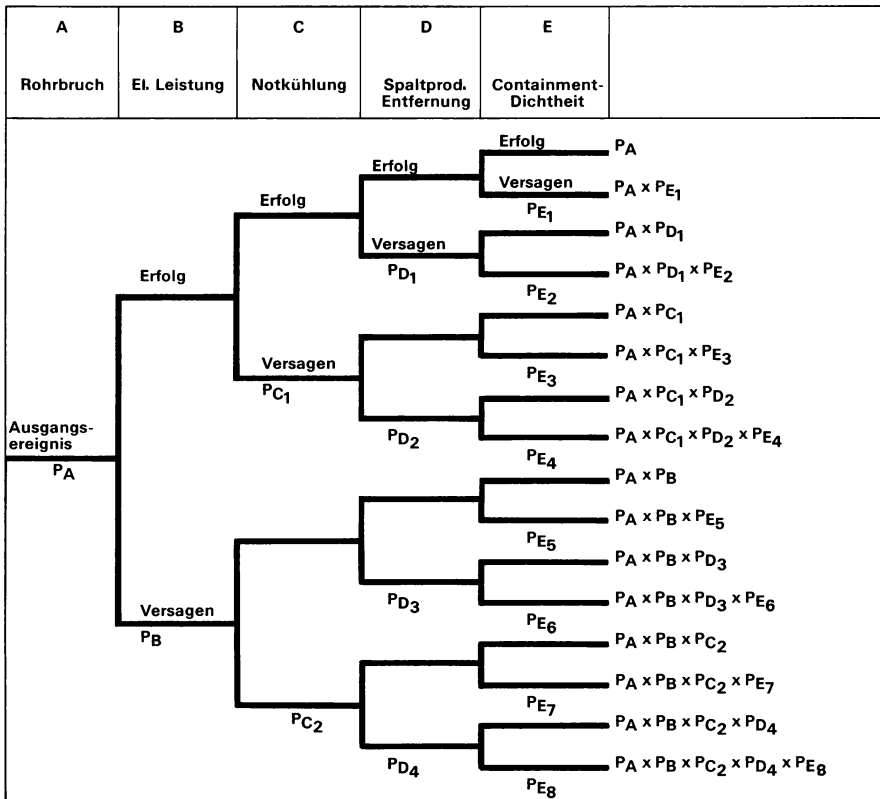 A B C D E
Rohrbruch El. Leistung Notkühlung Spaltprod. Entfernung Containment-Dichtheit
Erfolg P_A
Erfolg
Versagen P_A x P_E1
P_E1
Erfolg
Versagen P_A x P_D1
P_D1
P_A x P_D1 x P_E2
Erfolg
P_E2
P_A x P_C1
Versagen P_A x P_C1 x P_E3
P_C1 P_E3
P_A x P_C1 x P_D2
Ausgangs-
ereignis P_D2 P_A x P_C1 x P_D2 x P_E4
P_A P_E4
P_A x P_B
P_A x P_B x P_E5
P_E5
P_A x P_B x P_D3
P_D3
Versagen P_A x P_B x P_D3 x P_E6
P_B P_E6
P_A x P_B x P_C2
P_A x P_B x P_C2 x P_E7
P_C2 P_E7
P_A x P_B x P_C2 x P_D4
P_D4 P_A x P_B x P_C2 x P_D4 x P_E8
P_E8